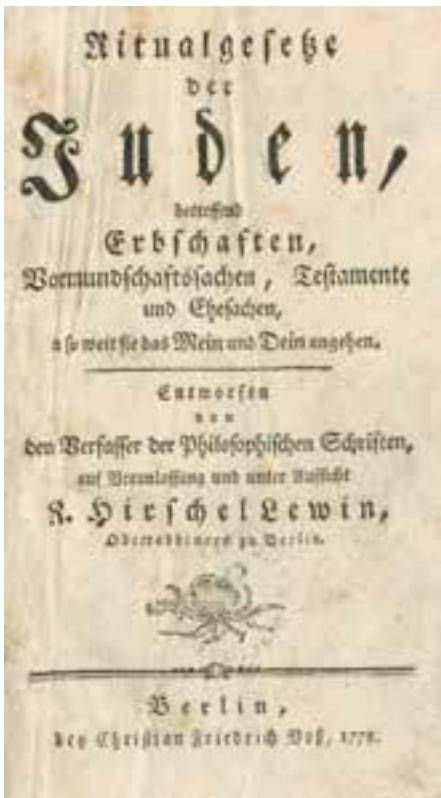 Ritualgesetze
der
Juden,
betreffend
Erbschaften,
Vormundschaftssachen, Testamente
und Ehesachen,
so weit sie das Mein und Dein angehen.
Entworfen
von
den Verfasser der Philosophischen Schriften,
auf Veranlassung und unter Aufsicht
R. Hirschel Lewin,
Oberrabbiners zu Berlin.
Berlin,
bey Christian Friedrich Voß, 1778.